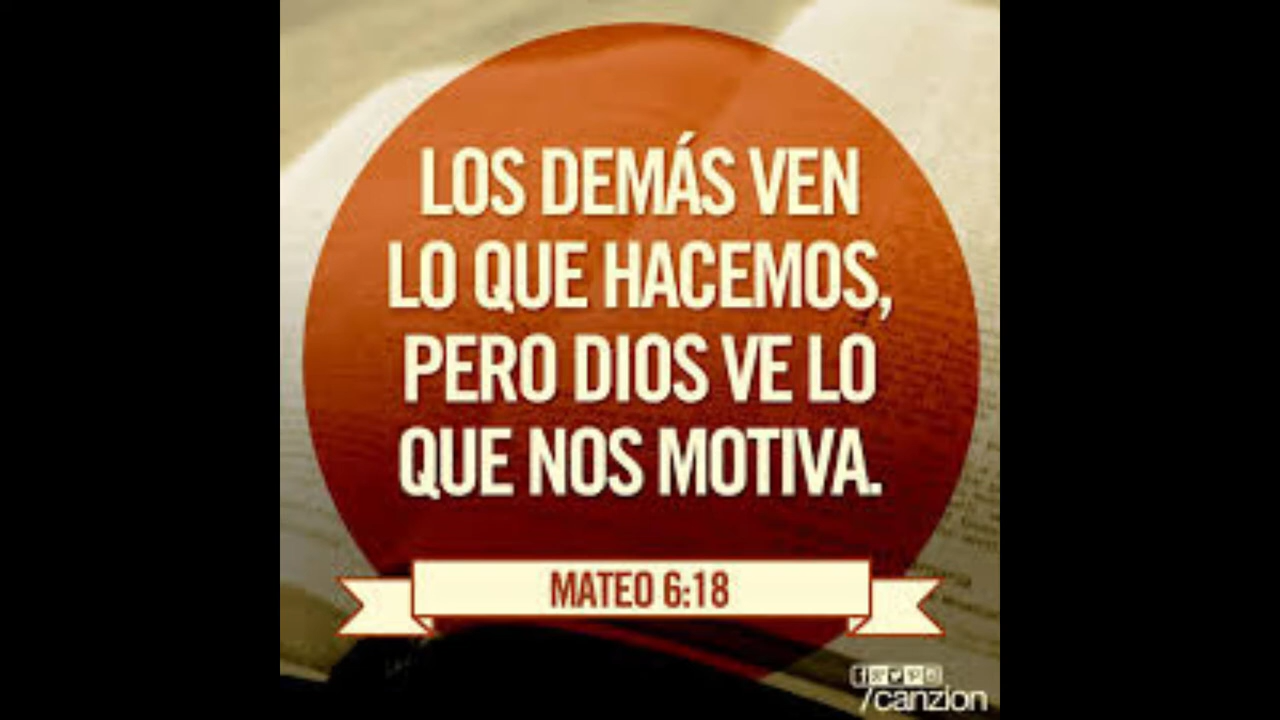 LOS DEMÁS VEN
LO QUE HACEMOS,
PERO DIOS VE LO
QUE NOS MOTIVA.
MATEO 6:18
/canzion